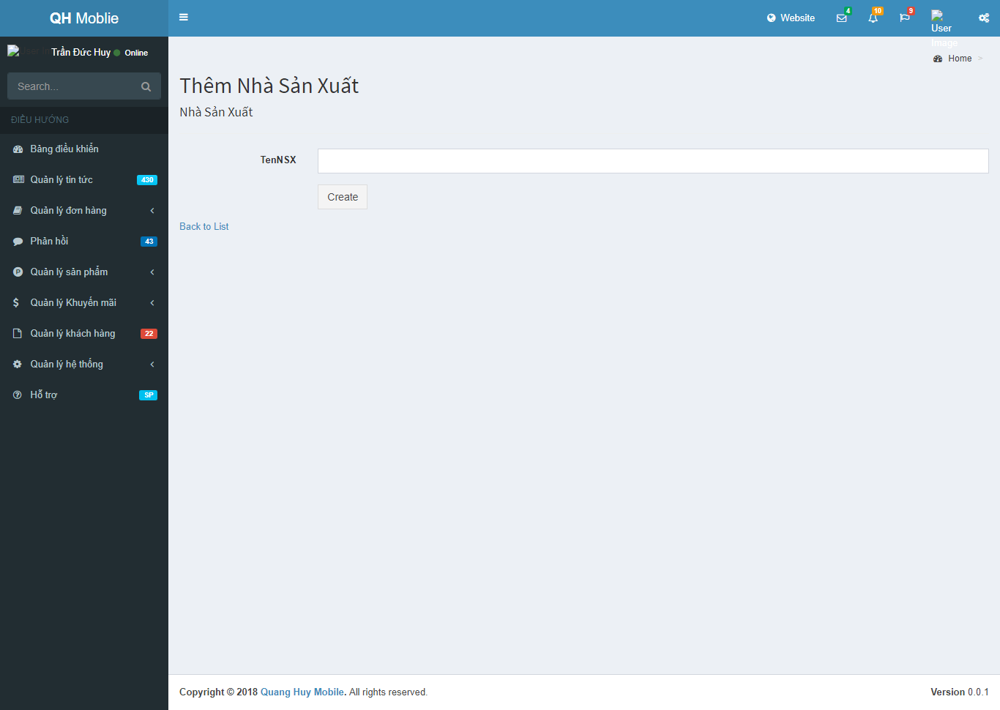 QH Moblie
Website
4
10
9
User Image
Trần Đức Huy
Online
Home >
Search...
ĐIỀU HƯỚNG
Bảng điều khiển
Quản lý tin tức 430
Quản lý đơn hàng
Phản hồi 43
Quản lý sản phẩm
Quản lý Khuyến mãi
Quản lý khách hàng 22
Quản lý hệ thống
Hỗ trợ SP
Thêm Nhà Sản Xuất
Nhà Sản Xuất
TenNSX
Create
Back to List
Copyright © 2018 Quang Huy Mobile. All rights reserved.
Version 0.0.1